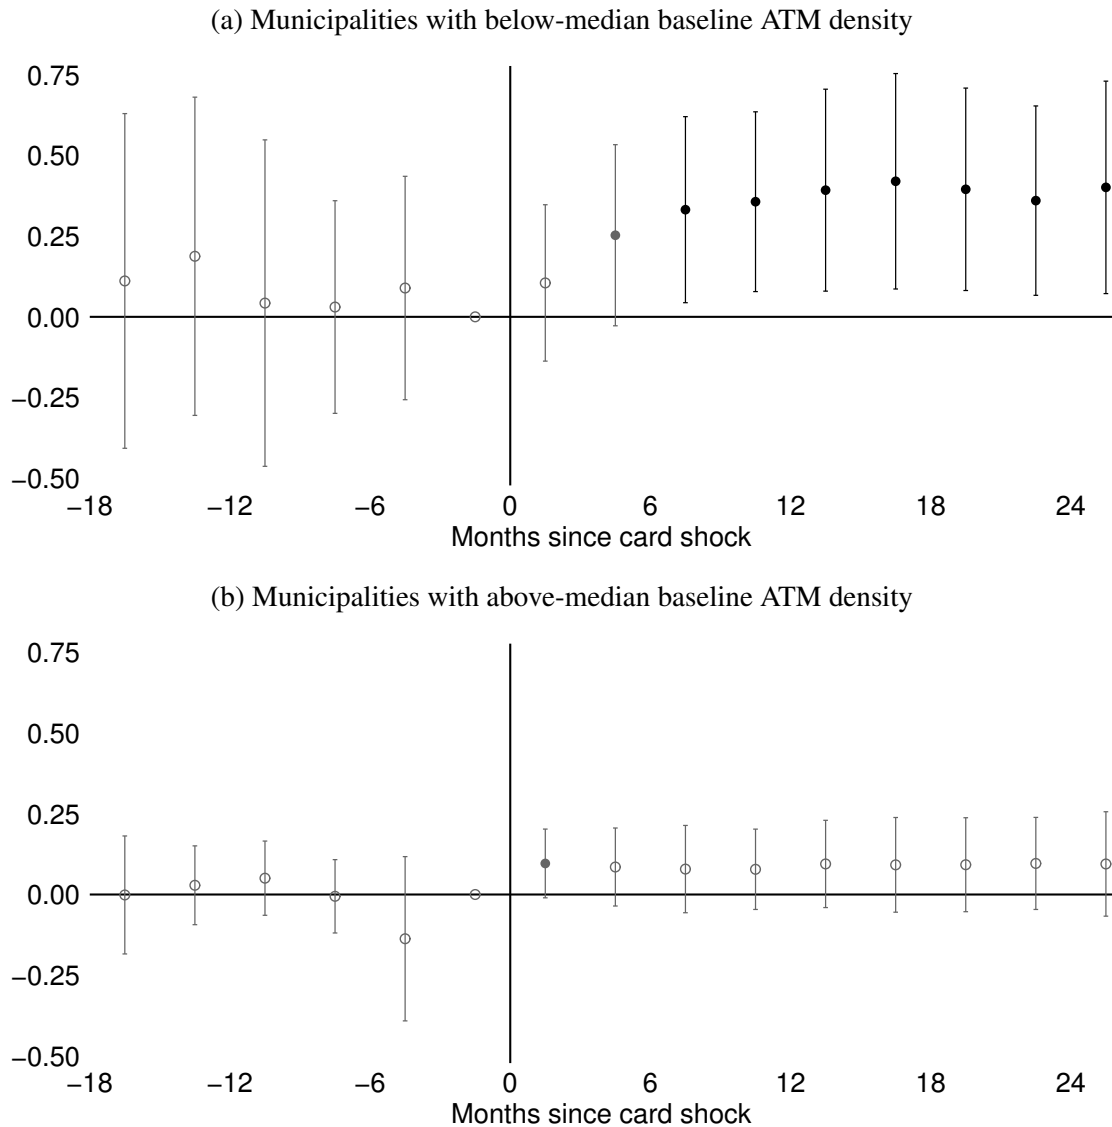 (a) Municipalities with below-median baseline ATM density
0.75
0.50
0.25
0.00
−0.25
−0.50
−18 −12 −6 0 6 12 18 24
Months since card shock
(b) Municipalities with above-median baseline ATM density
0.75
0.50
0.25
0.00
−0.25
−0.50
−18 −12 −6 0 6 12 18 24
Months since card shock